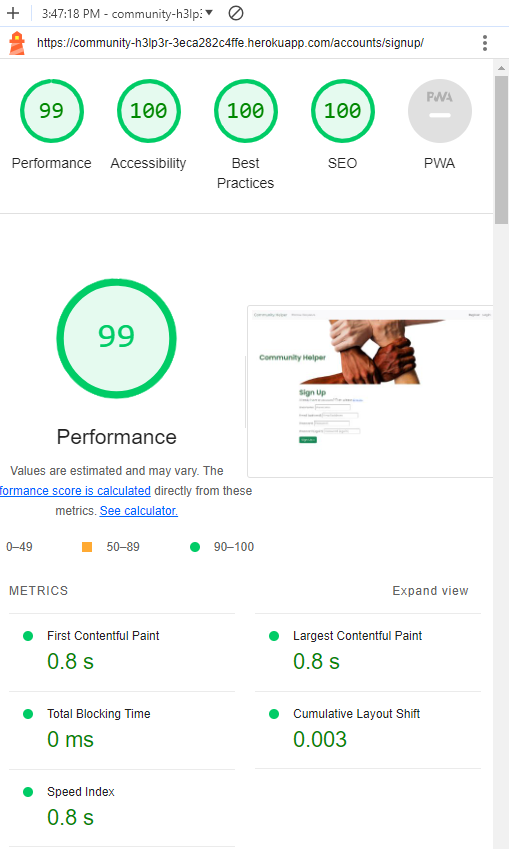 3:47:18 PM - community-h3lp3
https://community-h3lp3r-3eca282c4ffe.herokuapp.com/accounts/signup/
99 100 100 100 PWA
Performance Accessibility Best Practices SEO PWA
99
Community Helper
Community Helper
Sign Up
Performance
Values are estimated and may vary. The
formance score is calculated directly from these
metrics. See calculator.
0–49 50–89 90–100
METRICS Expand view
First Contentful Paint
0.8 s
Largest Contentful Paint
0.8 s
Total Blocking Time
0 ms
Cumulative Layout Shift
0.003
Speed Index
0.8 s